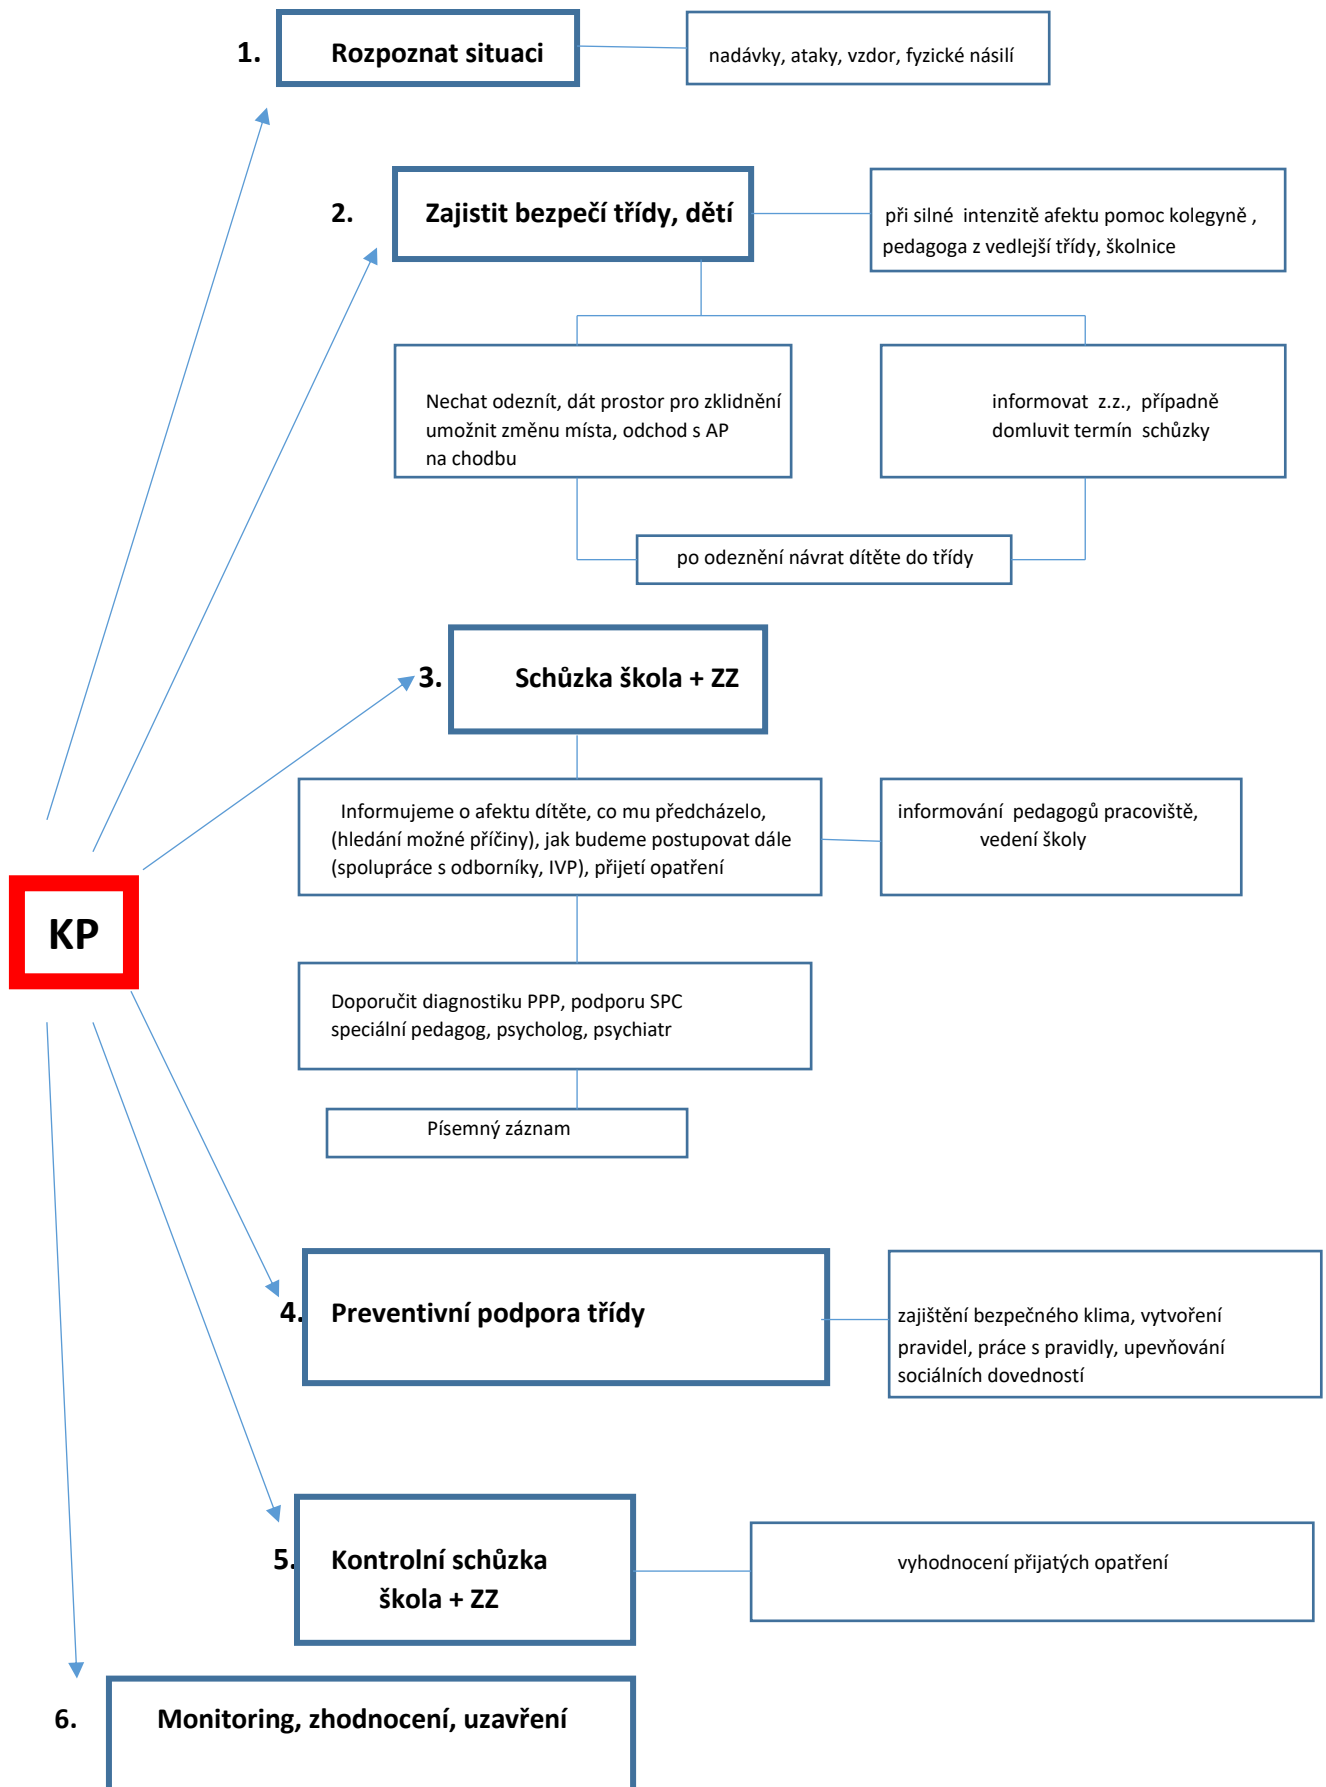 1. Rozpoznat situaci
nadávky, ataky, vzdor, fyzické násilí
2. Zajistit bezpečí třídy, dětí
při silné intenzitě afektu pomoc kolegyně ,
pedagoga z vedlejší třídy, školnice
Nechat odeznít, dát prostor pro zklidnění
umožnit změnu místa, odchod s AP
na chodbu
informovat z.z., případně
domluvit termín schůzky
po odeznění návrat dítěte do třídy
3. Schůzka škola + ZZ
Informujeme o afektu dítěte, co mu předcházelo,
(hledání možné příčiny), jak budeme postupovat dále
(spolupráce s odborníky, IVP), přijetí opatření
informování pedagogů pracoviště,
vedení školy
KP
Doporučit diagnostiku PPP, podporu SPC
speciální pedagog, psycholog, psychiatr
Písemný záznam
4. Preventivní podpora třídy
zajištění bezpečného klima, vytvoření
pravidel, práce s pravidly, upevňování
sociálních dovedností
5. Kontrolní schůzka
škola + ZZ
vyhodnocení přijatých opatření
6. Monitoring, zhodnocení, uzavření